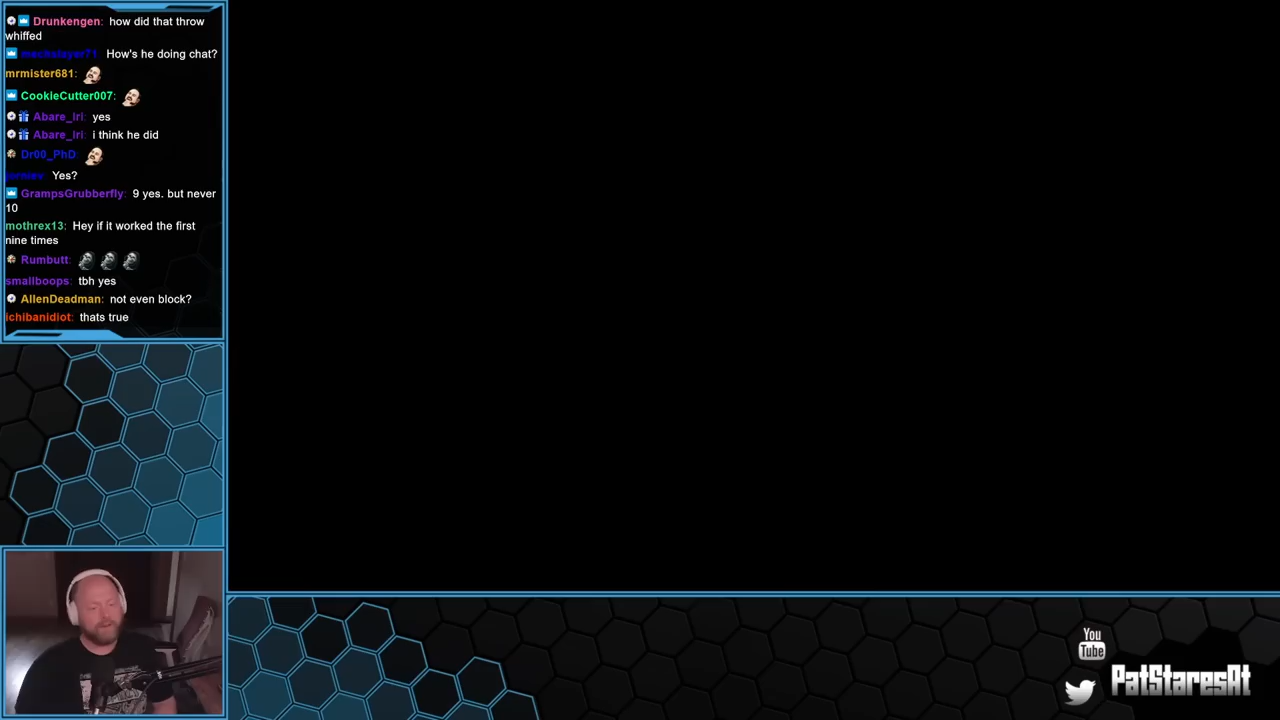 Drunkengen: how did that throw
whiffed
mechslayer71: How's he doing chat?
mrmister681:
CookieCutter007:
Abare_Iri: yes
Abare_Iri: i think he did
Dr00_PhD:
Yes?
GrampsGrubberfly: 9 yes. but never
10
mothrex13: Hey if it worked the first
nine times
Rumbutt:
smallboops: tbh yes
AllenDeadman: not even block?
ichibanidiot: thats true
You
Tube
PatStaresAt